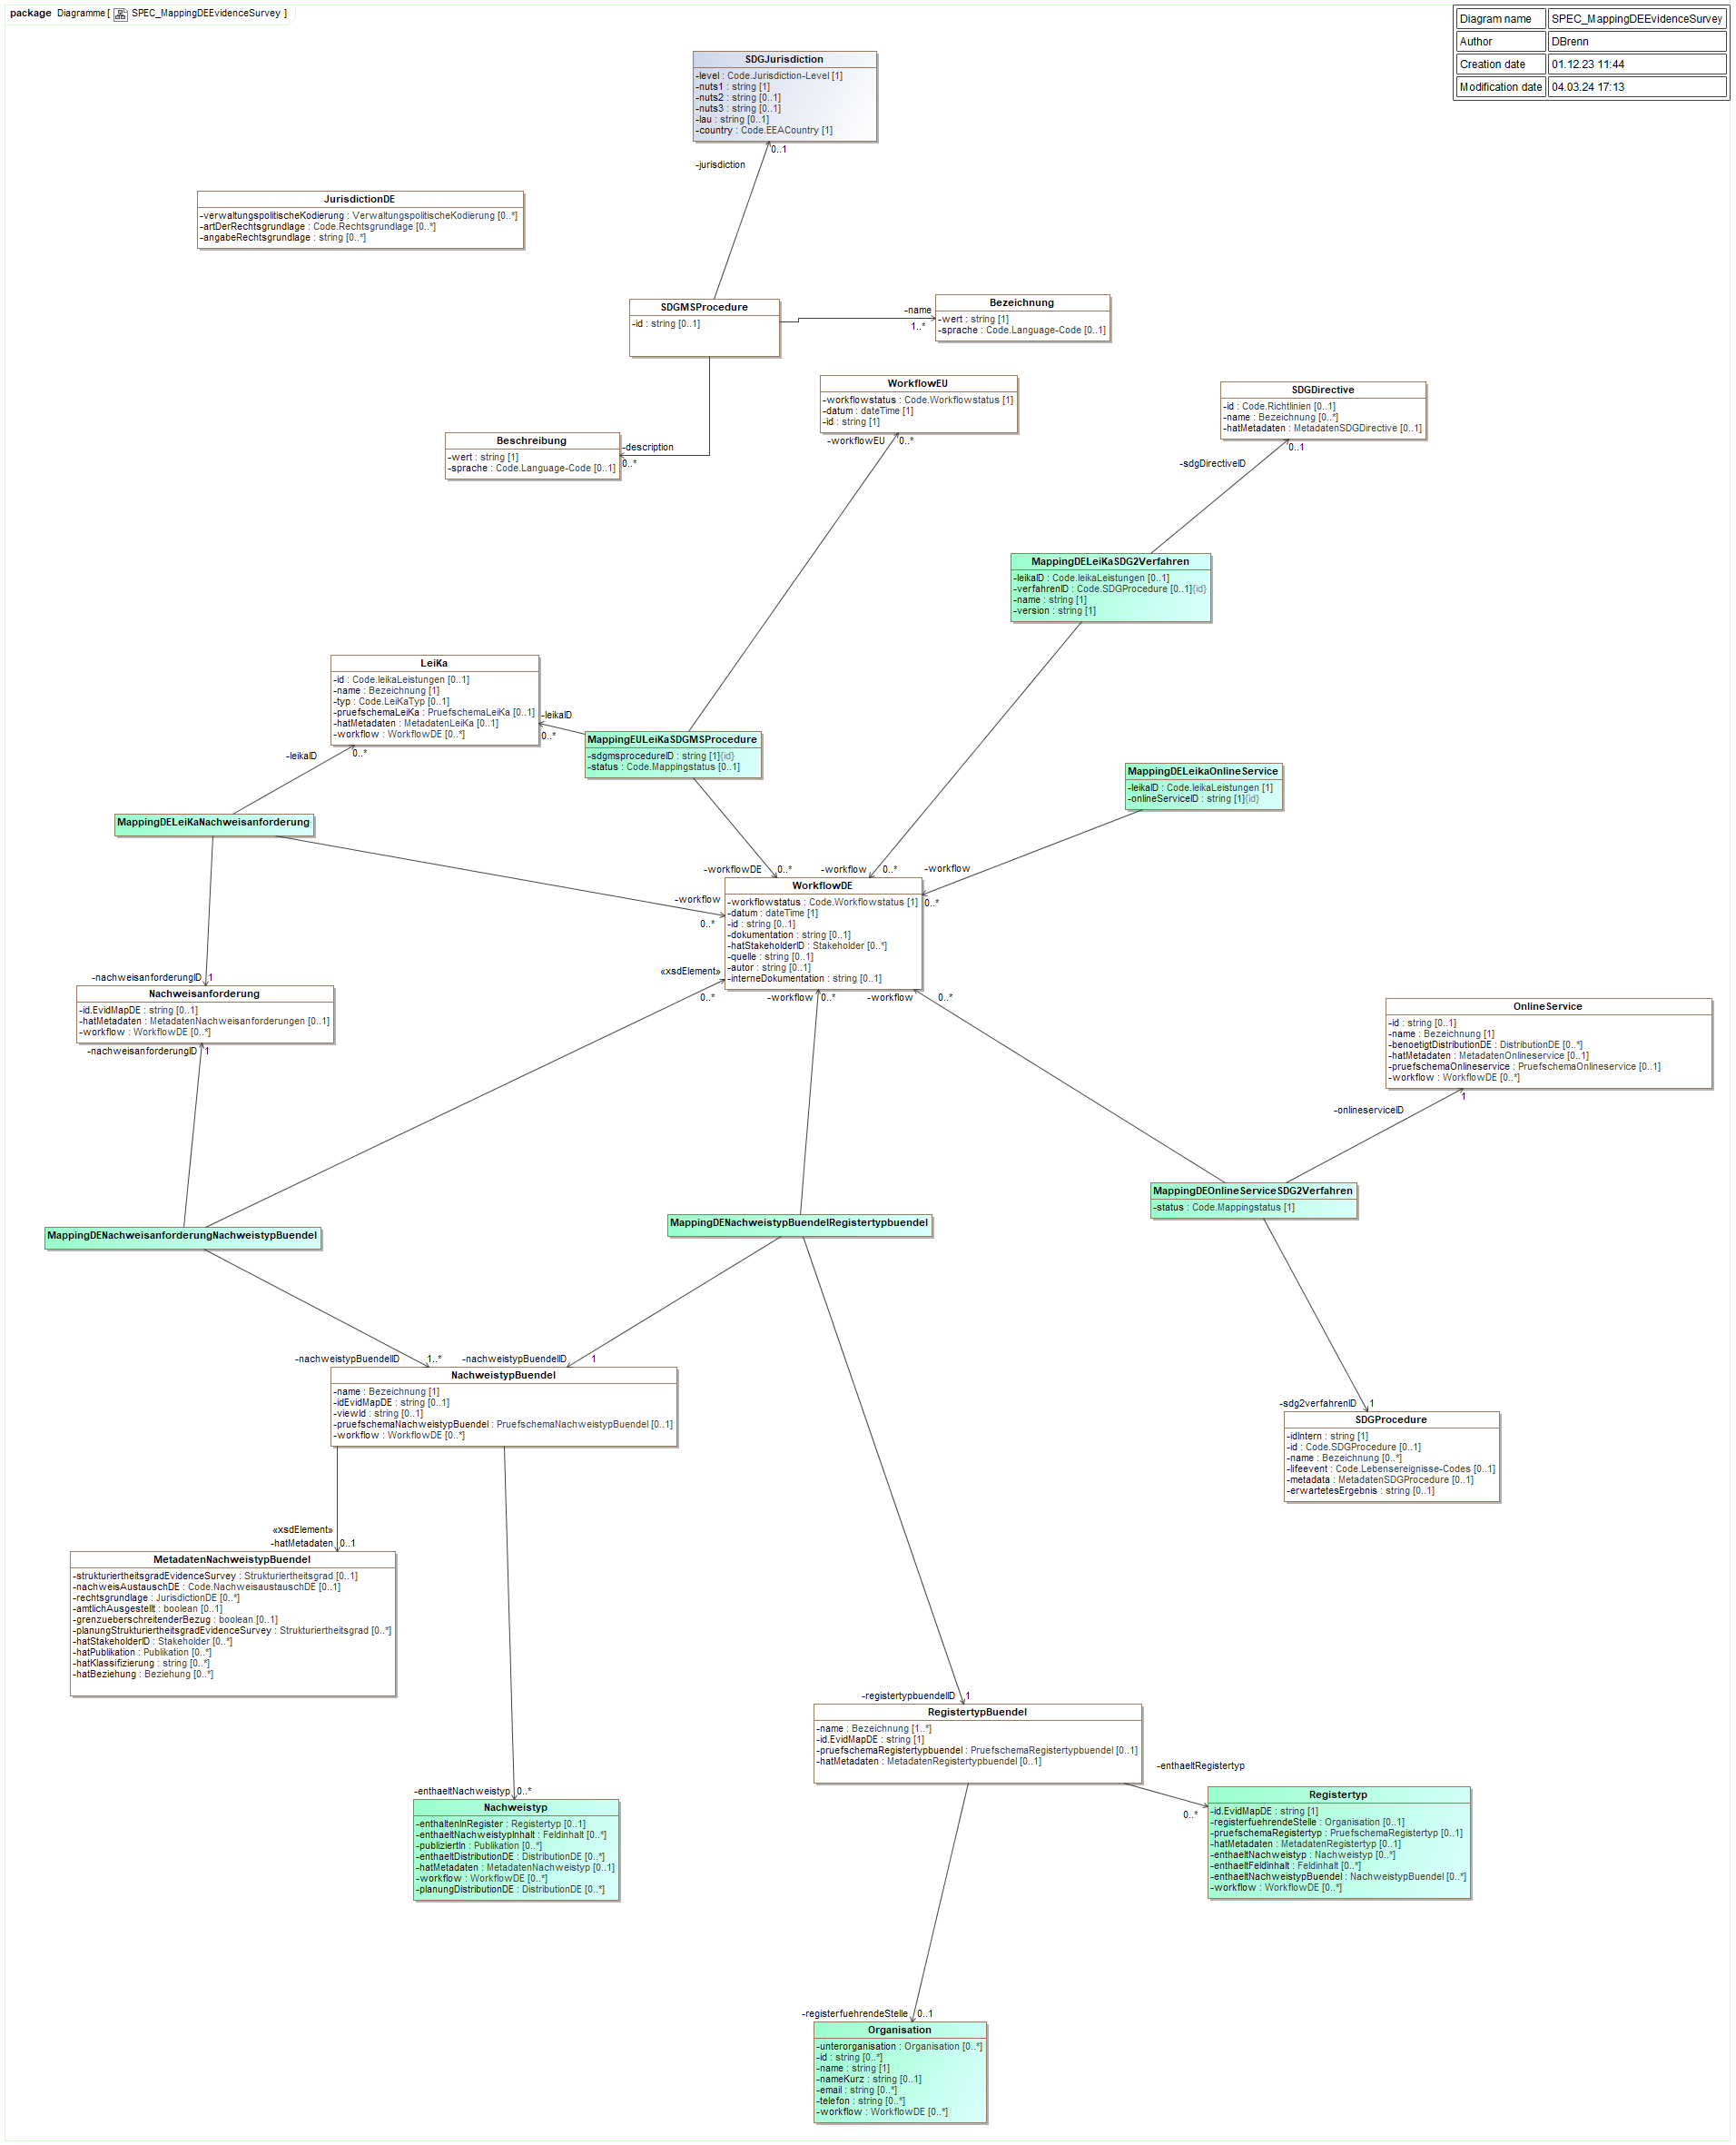 package Diagramme [ SPEC_MappingDEEvidenceSurvey ]
Diagram name SPEC_MappingDEEvidenceSurvey
Author DBrenn
Creation date 01.12.23 11:44
Modification date 04.03.24 17:13
SDGJurisdiction
-level : Code.Jurisdiction-Level [1]
-nuts1 : string [1]
-nuts2 : string [0..1]
-nuts3 : string [0..1]
-lau : string [0..1]
-country : Code.EEACountry [1]
0..1
-jurisdiction
JurisdictionDE
-verwaltungspolitischeKodierung : VerwaltungspolitischeKodierung [0..*]
-artDerRechtsgrundlage : Code.Rechtsgrundlage [0..*]
-angabeRechtsgrundlage : string [0..*]
SDGMSProcedure
-id : string [0..1]
-name
1..*
Bezeichnung
-wert : string [1]
-sprache : Code.Language-Code [0..1]
WorkflowEU
-workflowstatus : Code.Workflowstatus [1]
-datum : dateTime [1]
-id : string [1]
-workflowEU 0..*
SDGDirective
-id : Code.Richtlinien [0..1]
-name : Bezeichnung [0..*]
-hatMetadaten : MetadatenSDGDirective [0..1]
0..1
-sdgDirectiveID
Beschreibung
-wert : string [1]
-sprache : Code.Language-Code [0..1]
-description
0..*
MappingDELeiKaSDG2Verfahren
-leikaID : Code.leikaLeistungen [0..1]
-verfahrenID : Code.SDGProcedure [0..1]{id}
-name : string [1]
-version : string [1]
LeiKa
-id : Code.leikaLeistungen [0..1]
-name : Bezeichnung [1]
-typ : Code.LeiKaTyp [0..1]
-pruefschemaLeiKa : PruefschemaLeiKa [0..1]
-hatMetadaten : MetadatenLeiKa [0..1]
-workflow : WorkflowDE [0..*]
-leikaID
0..*
-leikaID
0..*
MappingEULeiKaSDGMSProcedure
-sdgmsprocedureID : string [1]{id}
-status : Code.Mappingstatus [0..1]
MappingDELeikaOnlineService
-leikaID : Code.leikaLeistungen [1]
-onlineServiceID : string [1]{id}
MappingDELeiKaNachweisanforderung
-workflowDE 0..*
-workflow 0..*
-workflow
0..*
-workflow
0..*
WorkflowDE
-workflowstatus : Code.Workflowstatus [1]
-datum : dateTime [1]
-id : string [0..1]
-dokumentation : string [0..1]
-hatStakeholderID : Stakeholder [0..*]
-quelle : string [0..1]
-autor : string [0..1]
-interneDokumentation : string [0..1]
«xsdElement»
0..*
-workflow 0..*
-workflow 0..*
-nachweisanforderungID 1
Nachweisanforderung
-id.EvidMapDE : string [0..1]
-hatMetadaten : MetadatenNachweisanforderungen [0..1]
-workflow : WorkflowDE [0..*]
-nachweisanforderungID 1
OnlineService
-id : string [0..1]
-name : Bezeichnung [1]
-benoetigtDistributionDE : DistributionDE [0..*]
-hatMetadaten : MetadatenOnlineservice [0..1]
-pruefschemaOnlineservice : PruefschemaOnlineservice [0..1]
-workflow : WorkflowDE [0..*]
1
-onlineserviceID
MappingDEOnlineServiceSDG2Verfahren
-status : Code.Mappingstatus [1]
MappingDENachweisanforderungNachweistypBuendel
MappingDENachweistypBuendelRegistertypbuendel
-nachweistypBuendelID 1..*
-nachweistypBuendelID 1
NachweistypBuendel
-name : Bezeichnung [1]
-idEvidMapDE : string [0..1]
-viewId : string [0..1]
-pruefschemaNachweistypBuendel : PruefschemaNachweistypBuendel [0..1]
-workflow : WorkflowDE [0..*]
-sdg2verfahrenID 1
SDGProcedure
-idIntern : string [1]
-id : Code.SDGProcedure [0..1]
-name : Bezeichnung [0..*]
-lifeevent : Code.Lebensereignisse-Codes [0..1]
-metadata : MetadatenSDGProcedure [0..1]
-erwartetesErgebnis : string [0..1]
«xsdElement»
-hatMetadaten 0..1
MetadatenNachweistypBuendel
-strukturiertheitsgradEvidenceSurvey : Strukturiertheitsgrad [0..1]
-nachweisAustauschDE : Code.NachweisaustauschDE [0..1]
-rechtsgrundlage : JurisdictionDE [0..*]
-amtlichAusgestellt : boolean [0..1]
-grenzueberschreitenderBezug : boolean [0..1]
-planungStrukturiertheitsgradEvidenceSurvey : Strukturiertheitsgrad [0..*]
-hatStakeholderID : Stakeholder [0..*]
-hatPublikation : Publikation [0..*]
-hatKlassifizierung : string [0..*]
-hatBeziehung : Beziehung [0..*]
-registertypbuendelID 1
RegistertypBuendel
-name : Bezeichnung [1..*]
-id.EvidMapDE : string [1]
-pruefschemaRegistertypbuendel : PruefschemaRegistertypbuendel [0..1]
-hatMetadaten : MetadatenRegistertypbuendel [0..1]
-enthaeltRegistertyp
0..*
-enthaeltNachweistyp 0..*
Nachweistyp
-enthaltenInRegister : Registertyp [0..1]
-enthaeltNachweistypInhalt : Feldinhalt [0..*]
-publiziertIn : Publikation [0..*]
-enthaeltDistributionDE : DistributionDE [0..*]
-hatMetadaten : MetadatenNachweistyp [0..1]
-workflow : WorkflowDE [0..*]
-planungDistributionDE : DistributionDE [0..*]
Registertyp
-id.EvidMapDE : string [1]
-registerfuehrendeStelle : Organisation [0..1]
-pruefschemaRegistertyp : PruefschemaRegistertyp [0..1]
-hatMetadaten : MetadatenRegistertyp [0..1]
-enthaeltNachweistyp : Nachweistyp [0..*]
-enthaeltFeldinhalt : Feldinhalt [0..*]
-enthaeltNachweistypBuendel : NachweistypBuendel [0..*]
-workflow : WorkflowDE [0..*]
-registerfuehrendeStelle 0..1
Organisation
-unterorganisation : Organisation [0..*]
-id : string [0..*]
-name : string [1]
-nameKurz : string [0..1]
-email : string [0..*]
-telefon : string [0..*]
-workflow : WorkflowDE [0..*]